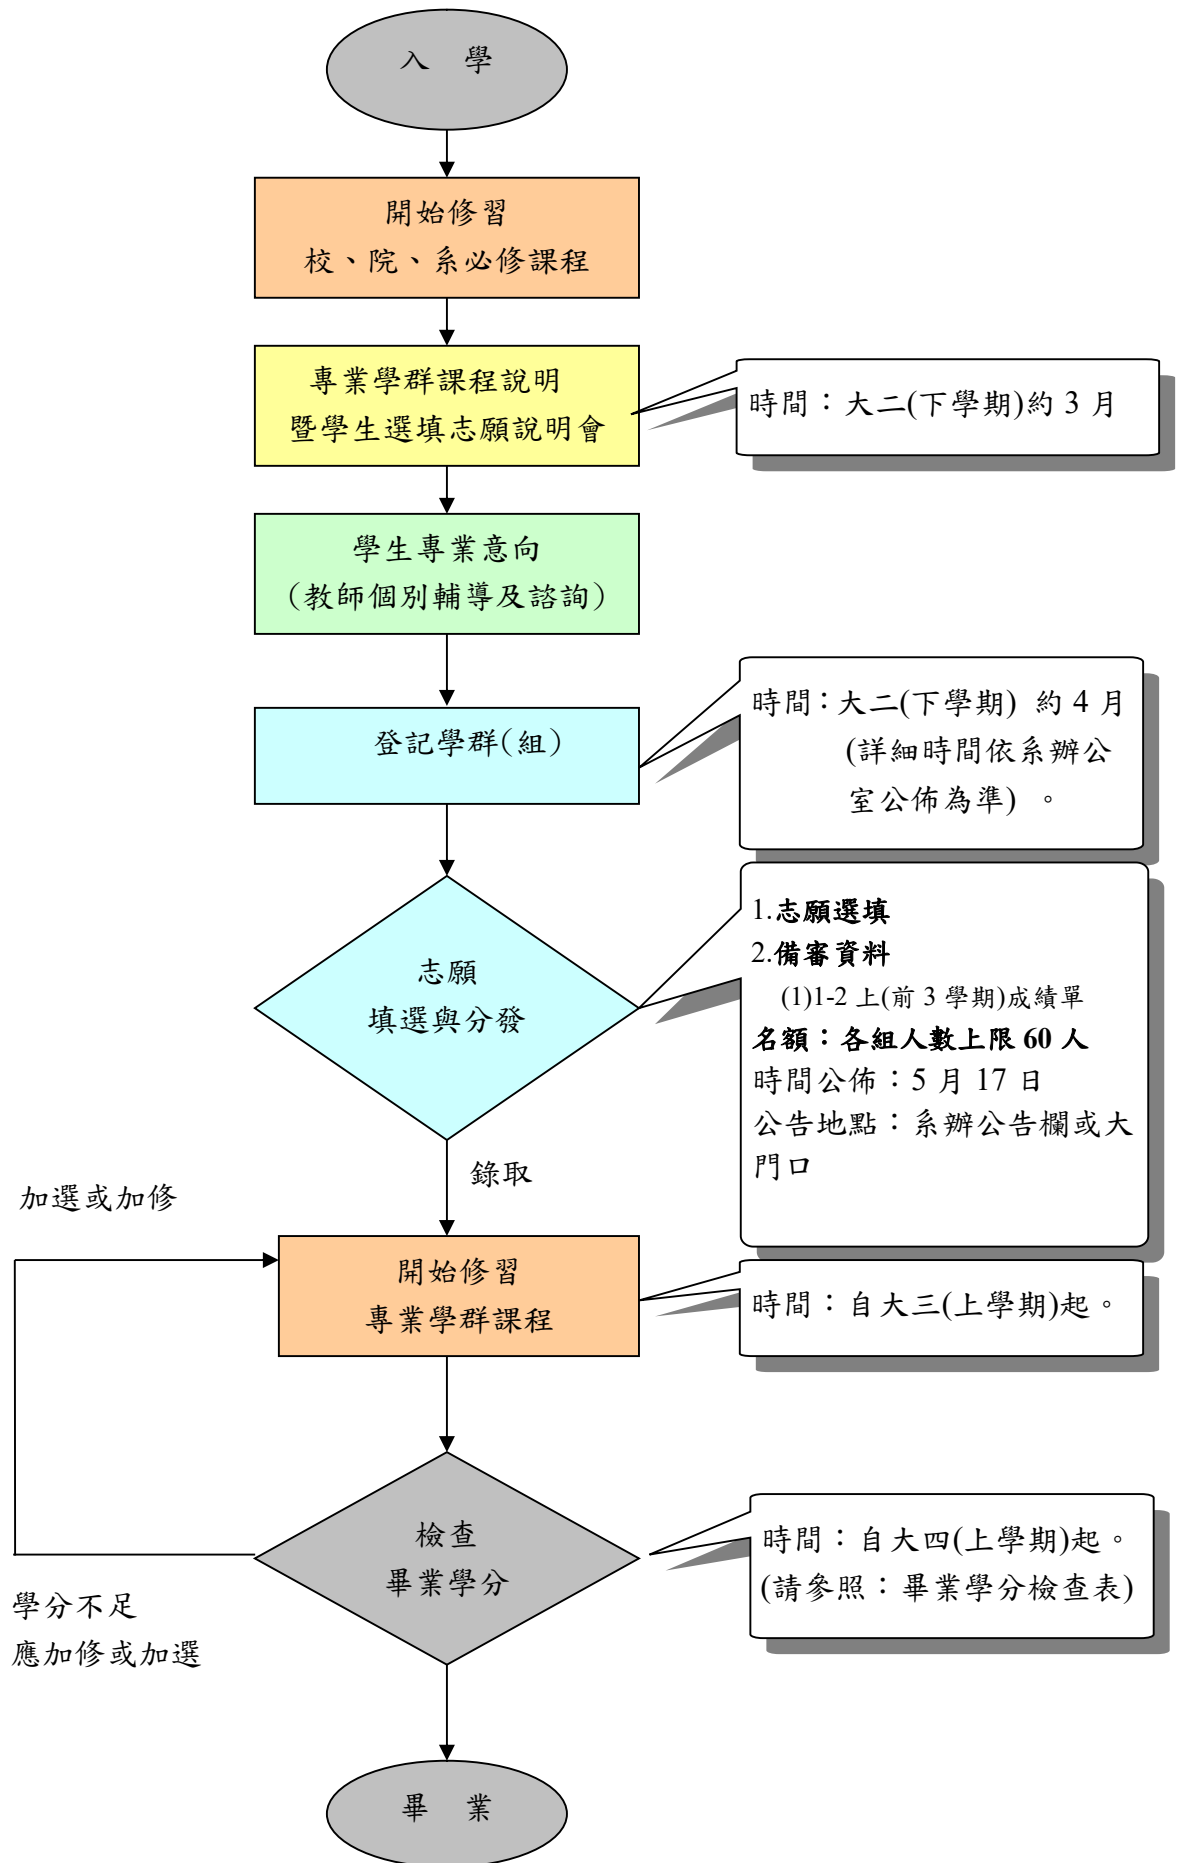 入 學
開始修習
校、院、系必修課程
專業學群課程說明
暨學生選填志願說明會
時間：大二(下學期)約 3 月
學生專業意向
（教師個別輔導及諮詢）
登記學群(組)
時間：大二(下學期) 約 4 月
(詳細時間依系辦公
室公佈為準) 。
志願
填選與分發
1.志願選填
2.備審資料
(1)1-2 上(前 3 學期)成績單
名額：各組人數上限 60 人
時間公佈：5 月 17 日
公告地點：系辦公告欄或大
門口
錄取
加選或加修
開始修習
專業學群課程
時間：自大三(上學期)起。
檢查
畢業學分
時間：自大四(上學期)起。
(請參照：畢業學分檢查表)
學分不足
應加修或加選
畢 業